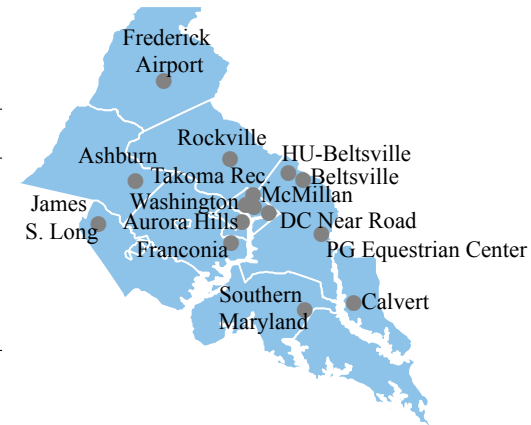 Frederick
Airport
Rockville
HU-Beltsville
Ashburn
Takoma Rec.
Beltsville
McMillan
James
S. Long
Washington
Aurora Hills
DC Near Road
Franconia
PG Equestrian Center
Southern
Maryland
Calvert